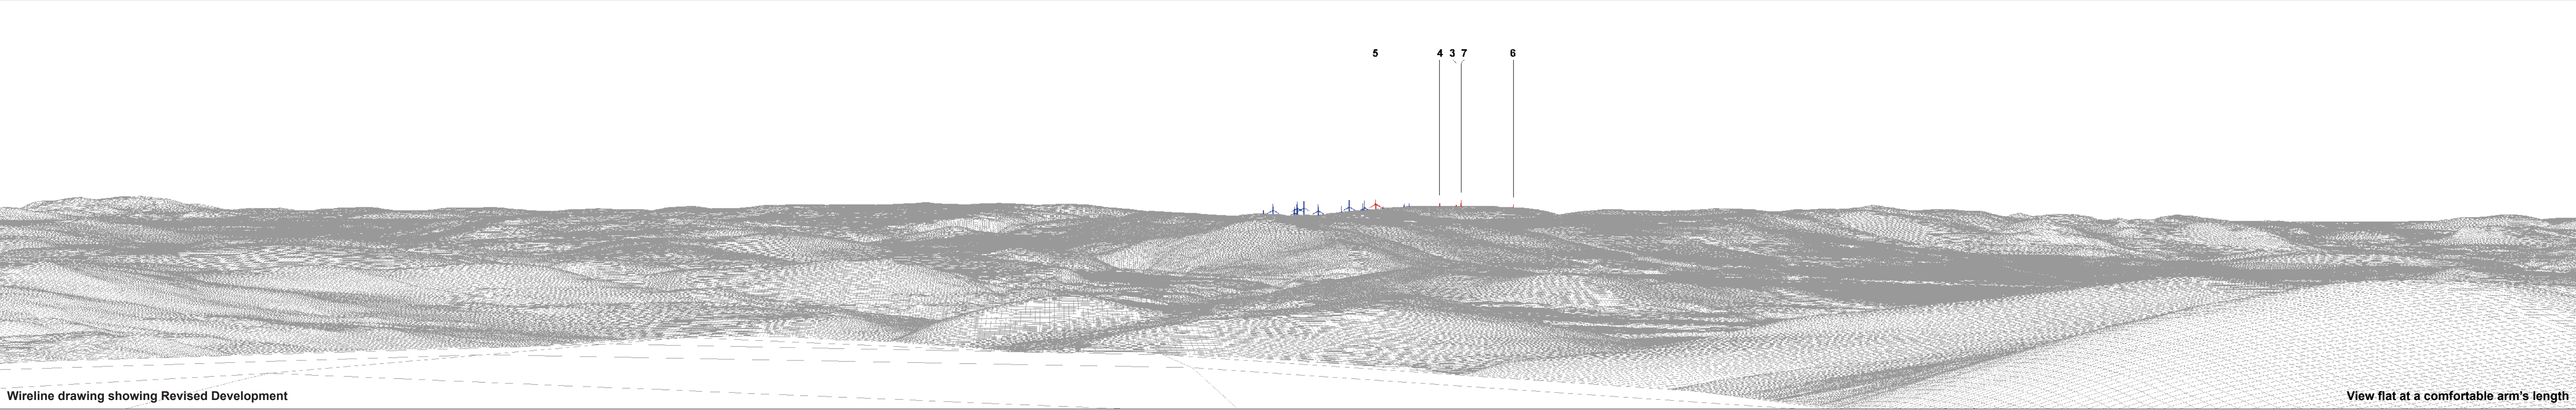 5 4 3 7 6
Wireline drawing showing Revised Development
View flat at a comfortable arm's length